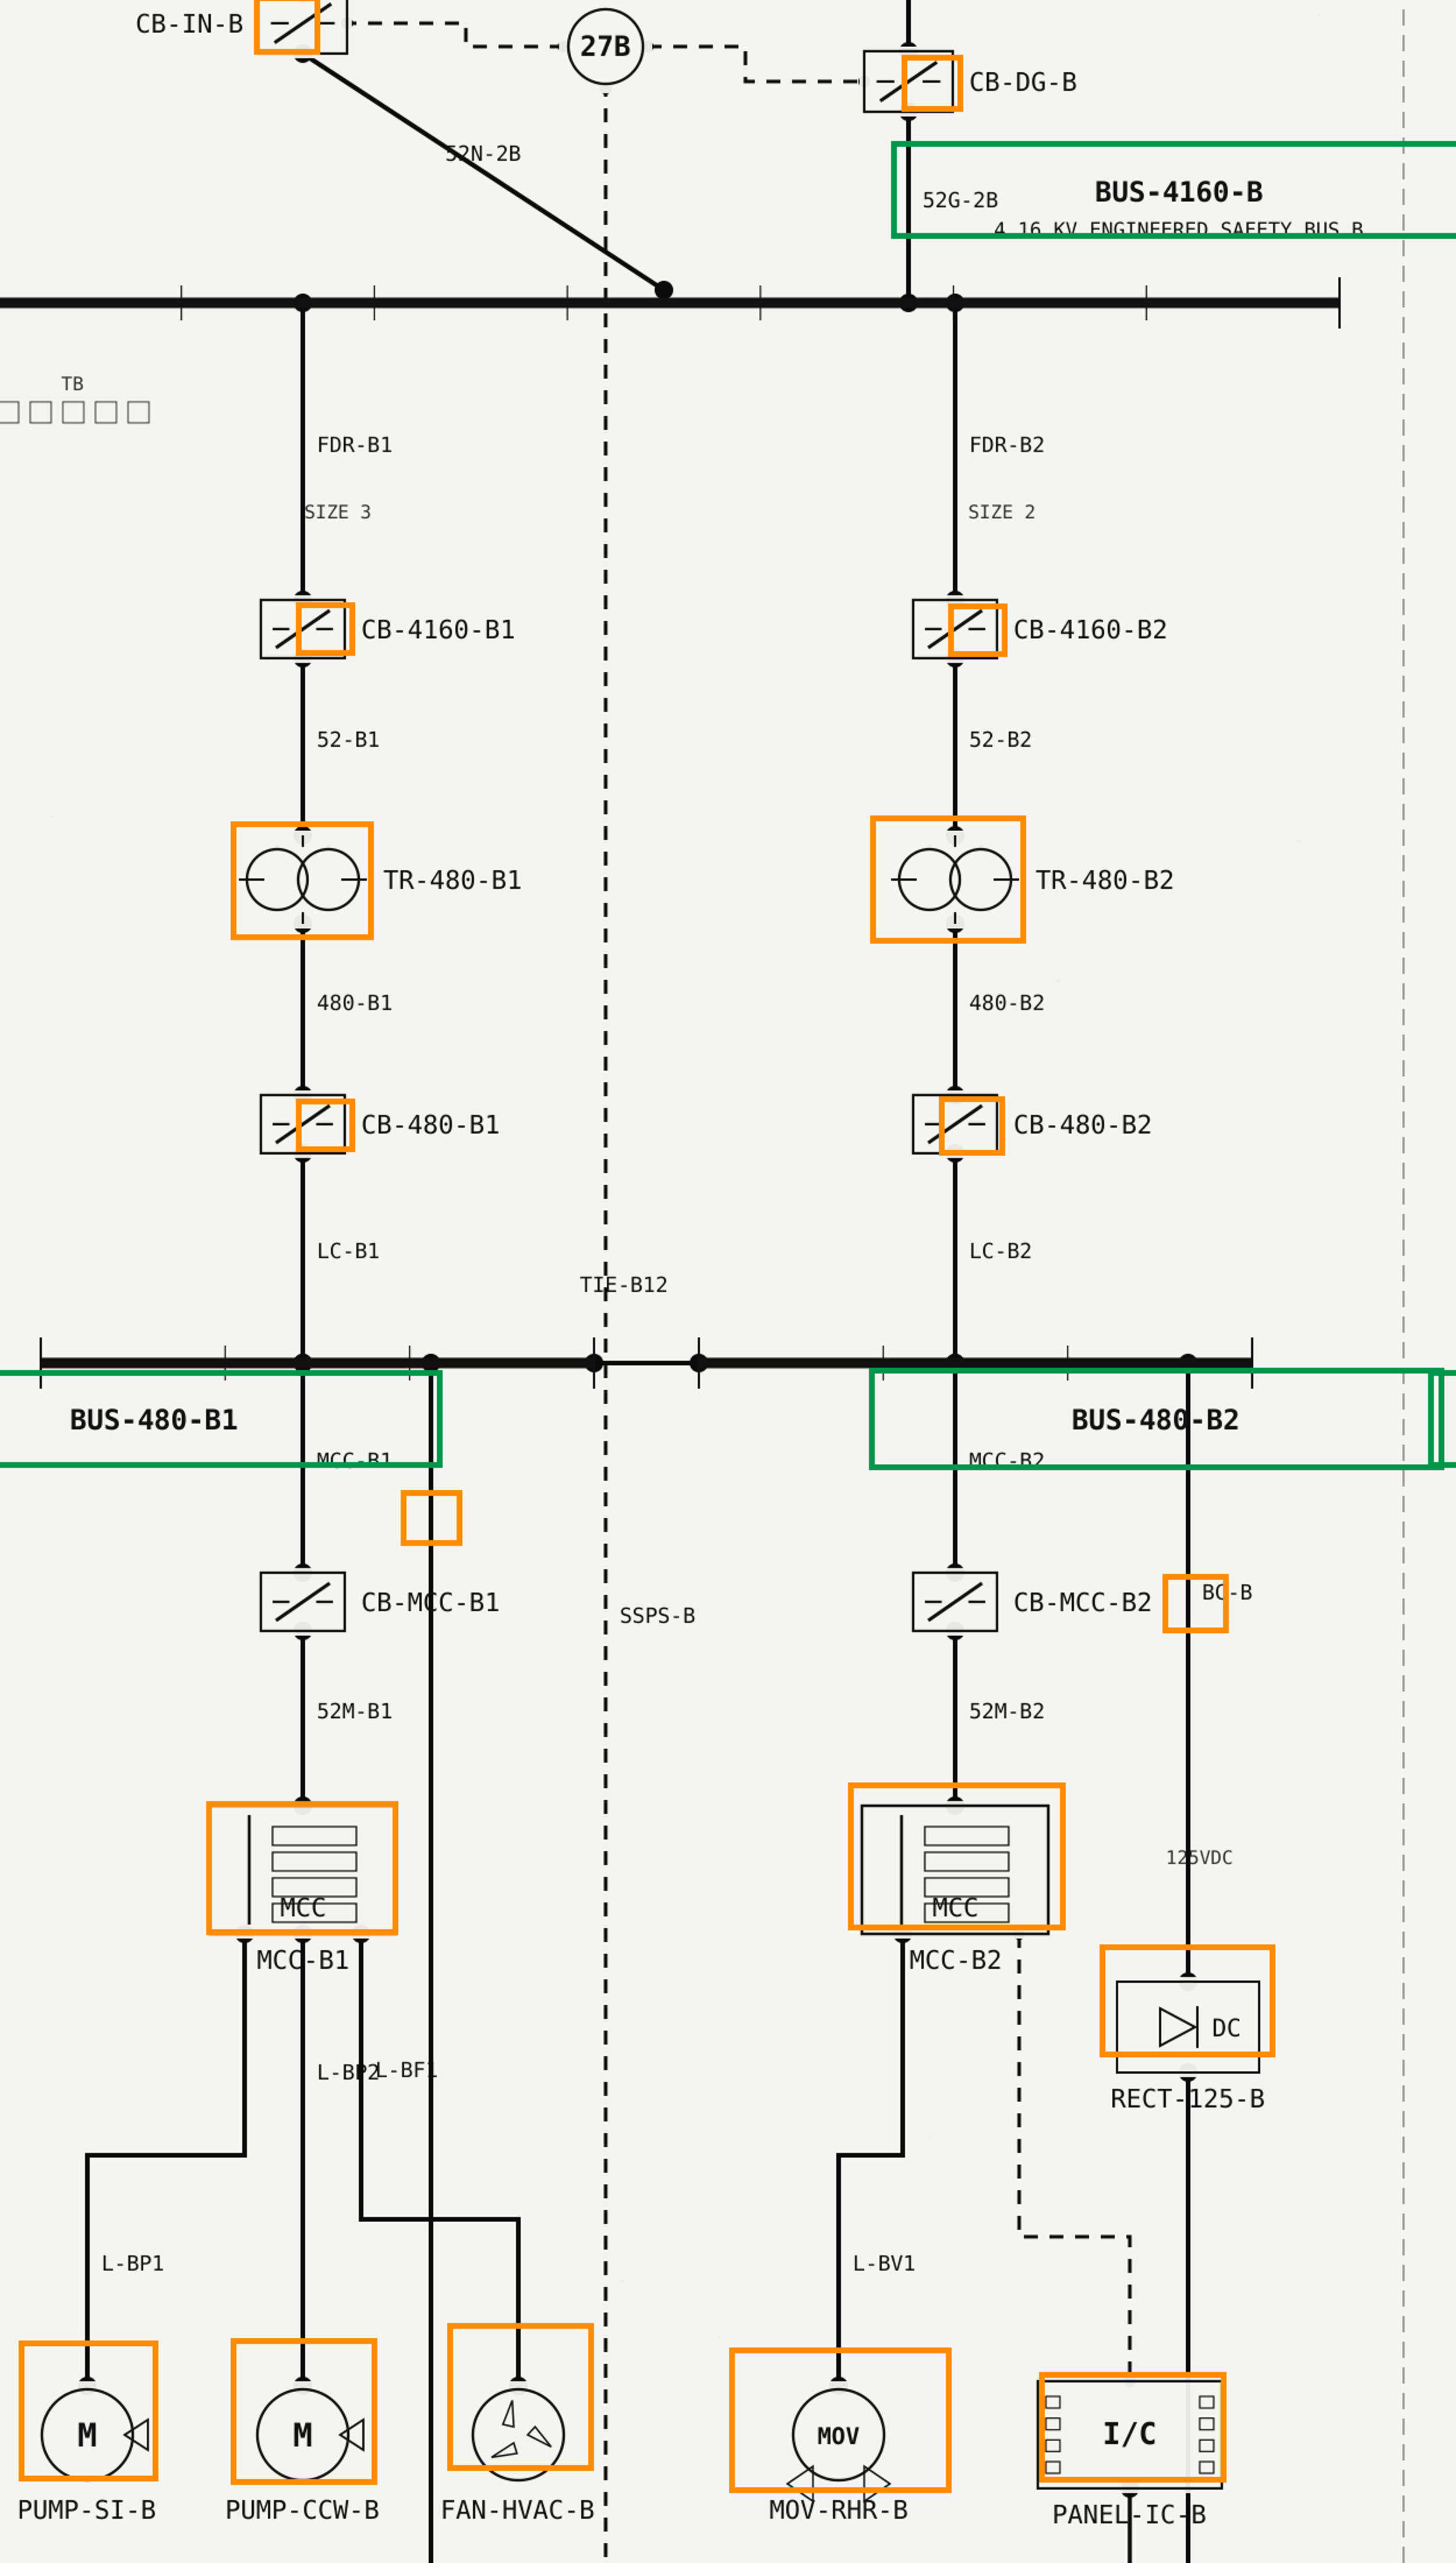 CB-IN-B
27B
CB-DG-B
52N-2B
52G-2B
BUS-4160-B
4.16 KV ENGINEERED SAFETY BUS B
TB
FDR-B1
FDR-B2
SIZE 3
SIZE 2
CB-4160-B1
CB-4160-B2
52-B1
52-B2
TR-480-B1
TR-480-B2
480-B1
480-B2
CB-480-B1
CB-480-B2
LC-B1
LC-B2
TIE-B12
BUS-480-B1
BUS-480-B2
MCC-B1
MCC-B2
CB-MCC-B1
CB-MCC-B2
BC-B
SSPS-B
52M-B1
52M-B2
125VDC
MCC
MCC
MCC-B1
MCC-B2
DC
RECT-125-B
L-BP2
L-BF1
L-BP1
L-BV1
M
M
MOV
I/C
PUMP-SI-B
PUMP-CCW-B
FAN-HVAC-B
MOV-RHR-B
PANEL-IC-B